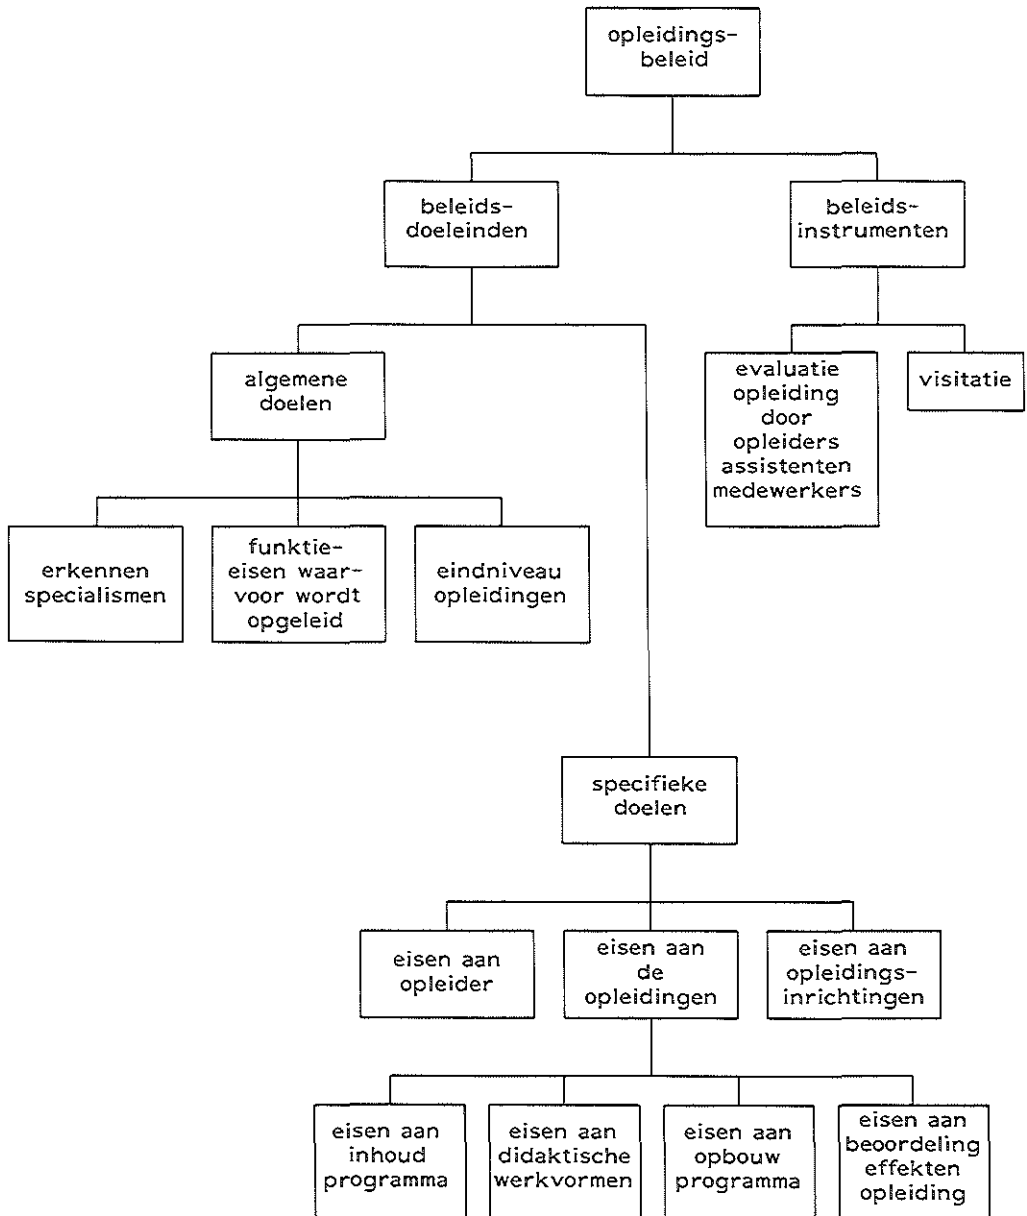 opleidings-
beleid
beleids-
doeleinden
beleids-
instrumenten
algemene
doelen
evaluatie
opleiding
door
opleiders
assistenten
medewerkers
visitatie
erkennen
specialismen
funktie-
eisen waar-
voor wordt
opgeleid
eindniveau
opleidingen
specifieke
doelen
eisen aan
opleider
eisen aan
de
opleidingen
eisen aan
opleidings-
inrichtingen
eisen aan
inhoud
programma
eisen aan
didaktische
werkvormen
eisen aan
opbouw
programma
eisen aan
beoordeling
effekten
opleiding